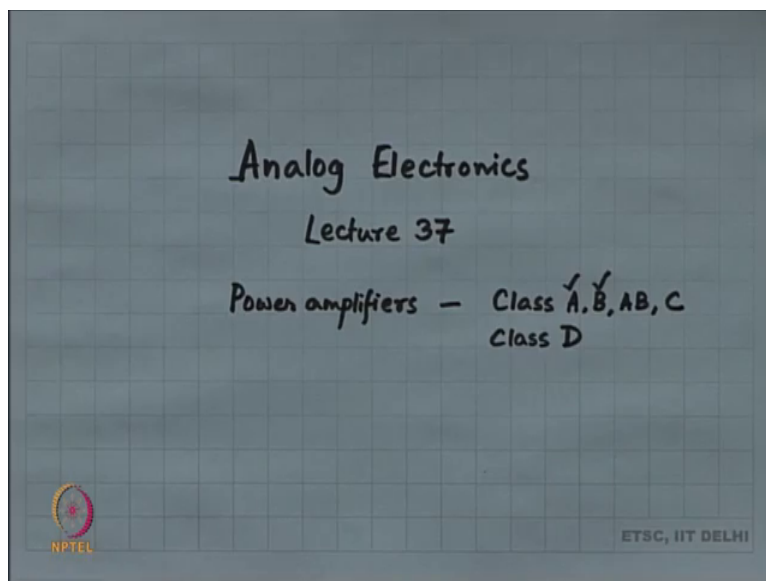 Analog Electronics
Lecture 37
Power amplifiers – Class A, B, AB, C
Class D
NPTEL
ETSC, IIT DELHI